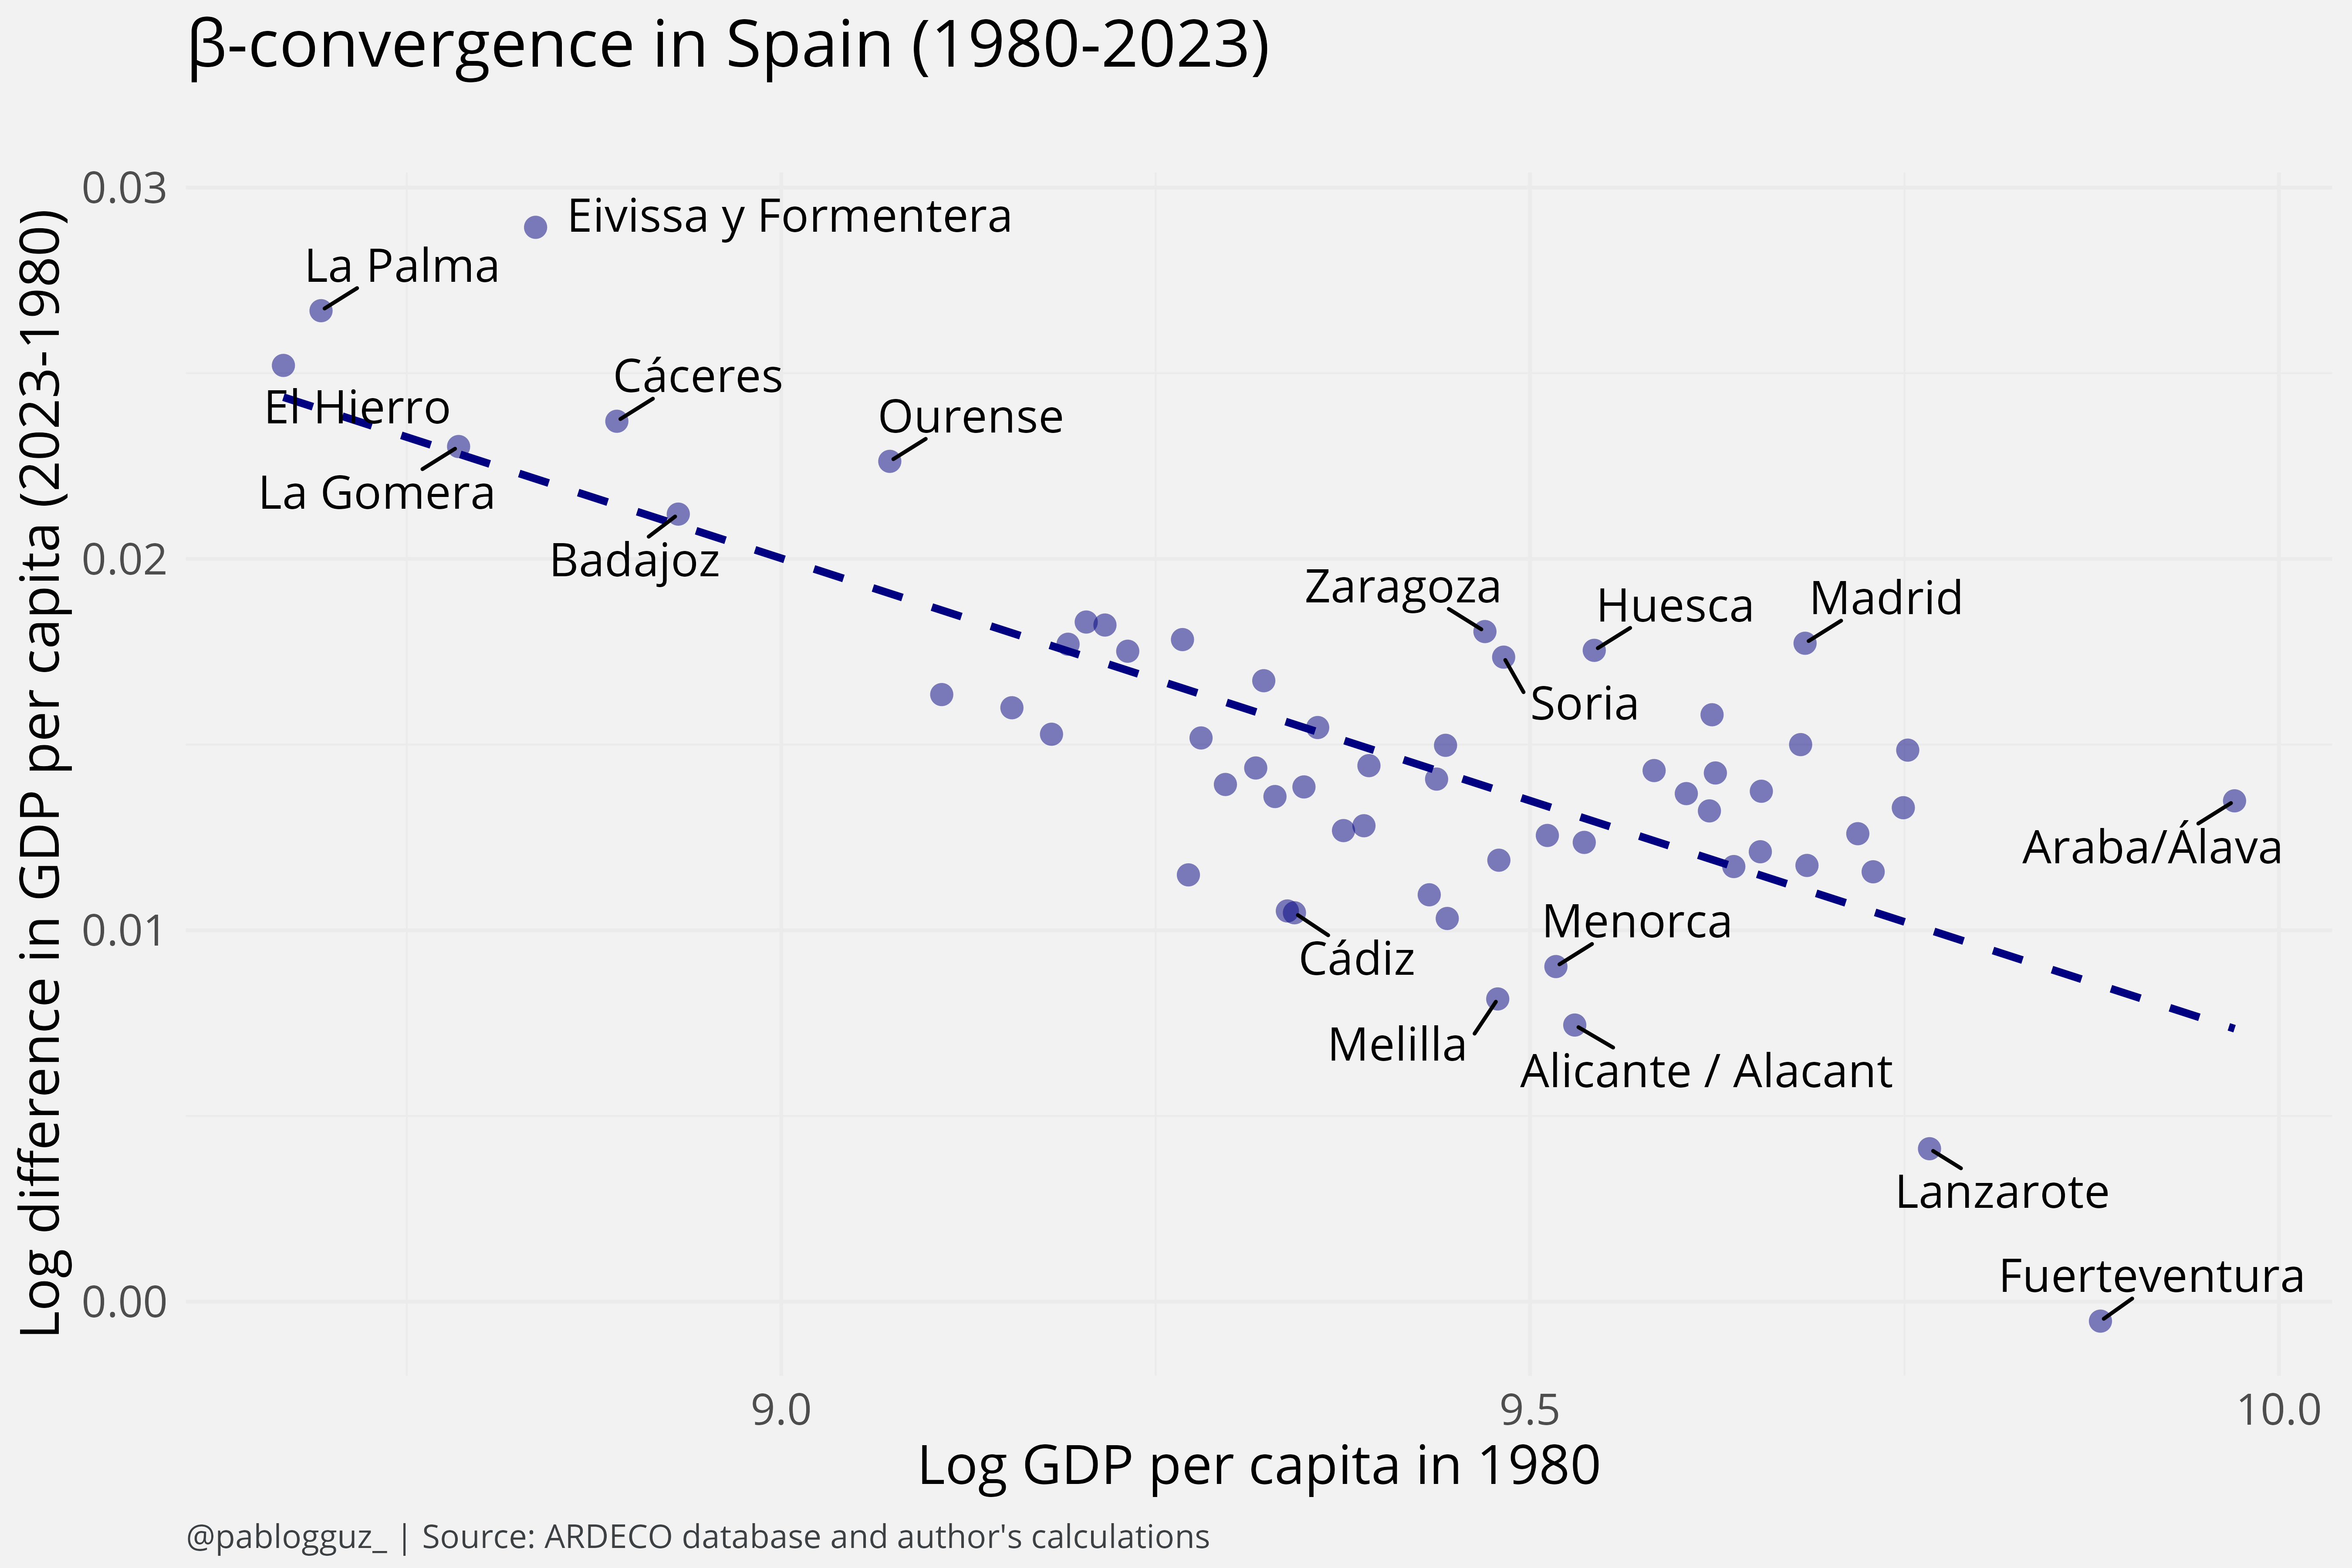 β-convergence in Spain (1980-2023)
Log difference in GDP per capita (2023-1980)
0.03
0.02
0.01
0.00
Eivissa y Formentera
La Palma
Cáceres
El Hierro
Ourense
La Gomera
Badajoz
Zaragoza
Huesca
Madrid
Soria
Araba/Álava
Menorca
Cádiz
Melilla
Alicante / Alacant
Lanzarote
Fuerteventura
9.0
9.5
10.0
Log GDP per capita in 1980
@pablogguz_ | Source: ARDECO database and author's calculations